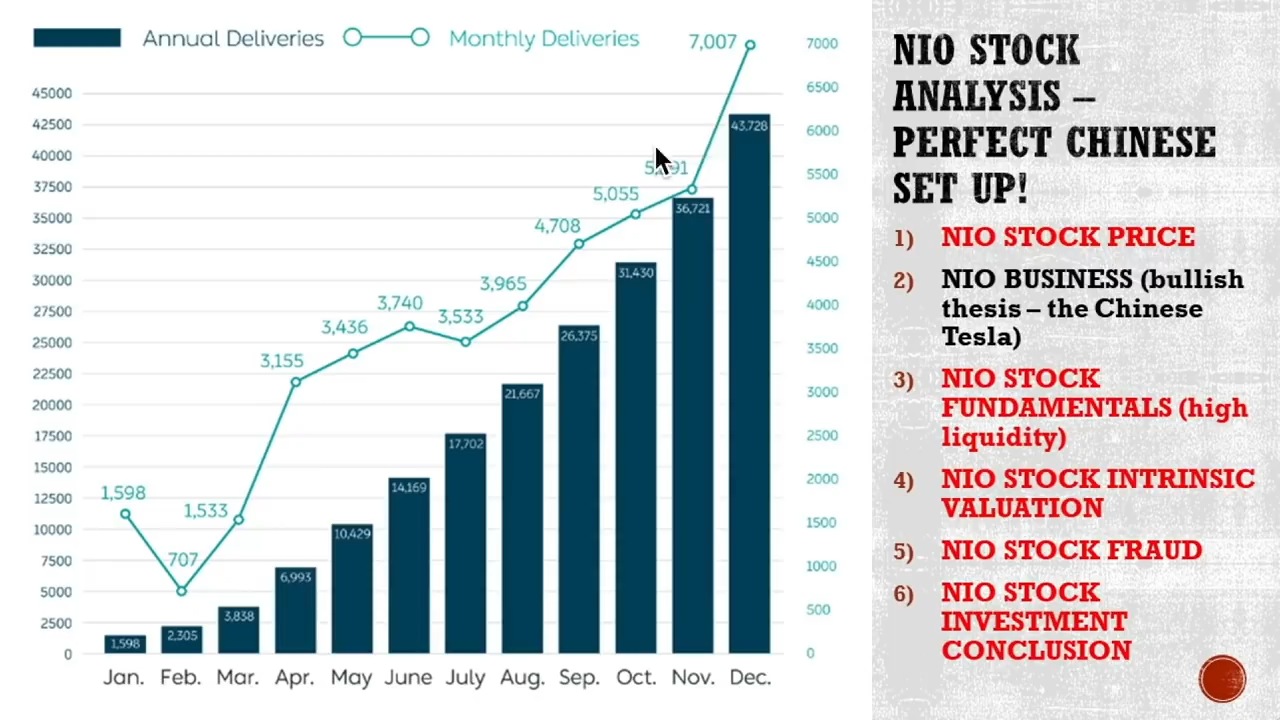 Annual Deliveries
Monthly Deliveries
7,007
7000
6500
6000
5500
5000
4500
4000
3500
3000
2500
2000
1500
1000
500
0
45000
42500
40000
37500
35000
32500
30000
27500
25000
22500
20000
17500
15000
12500
10000
7500
5000
2500
0
1,598
707
1,533
3,155
3,436
3,740
3,533
3,965
4,708
5,055
1,598
2,305
3,838
6,993
10,429
14,169
17,702
21,667
26,375
31,430
36,721
43,728
Jan. Feb. Mar. Apr. May June July Aug. Sep. Oct. Nov. Dec.
NIO STOCK
ANALYSIS –
PERFECT CHINESE
SET UP!
1) NIO STOCK PRICE
2) NIO BUSINESS (bullish
thesis – the Chinese
Tesla)
3) NIO STOCK
FUNDAMENTALS (high
liquidity)
4) NIO STOCK INTRINSIC
VALUATION
5) NIO STOCK FRAUD
6) NIO STOCK
INVESTMENT
CONCLUSION